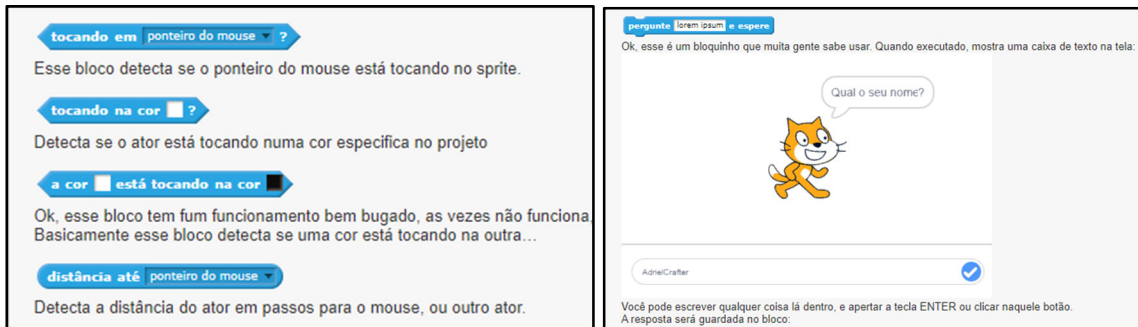 tocando em ponteiro do mouse ?
Esse bloco detecta se o ponteiro do mouse está tocando no sprite.
tocando na cor ?
Detecta se o ator está tocando numa cor especifica no projeto
a cor está tocando na cor
Ok, esse bloco tem fum funcionamento bem bugado, as vezes não funciona,
Basicamente esse bloco detecta se uma cor está tocando na outra...
distância até ponteiro do mouse
Detecta a distância do ator em passos para o mouse, ou outro ator.
pergunte lorem ipsum e espere
Ok, esse é um bloquinho que muita gente sabe usar. Quando executado, mostra uma caixa de texto na tela:
Qual o seu nome?
AdrielCrafter
Você pode escrever qualquer coisa lá dentro, e apertar a tecla ENTER ou clicar naquele botão.
A resposta será guardada no bloco: